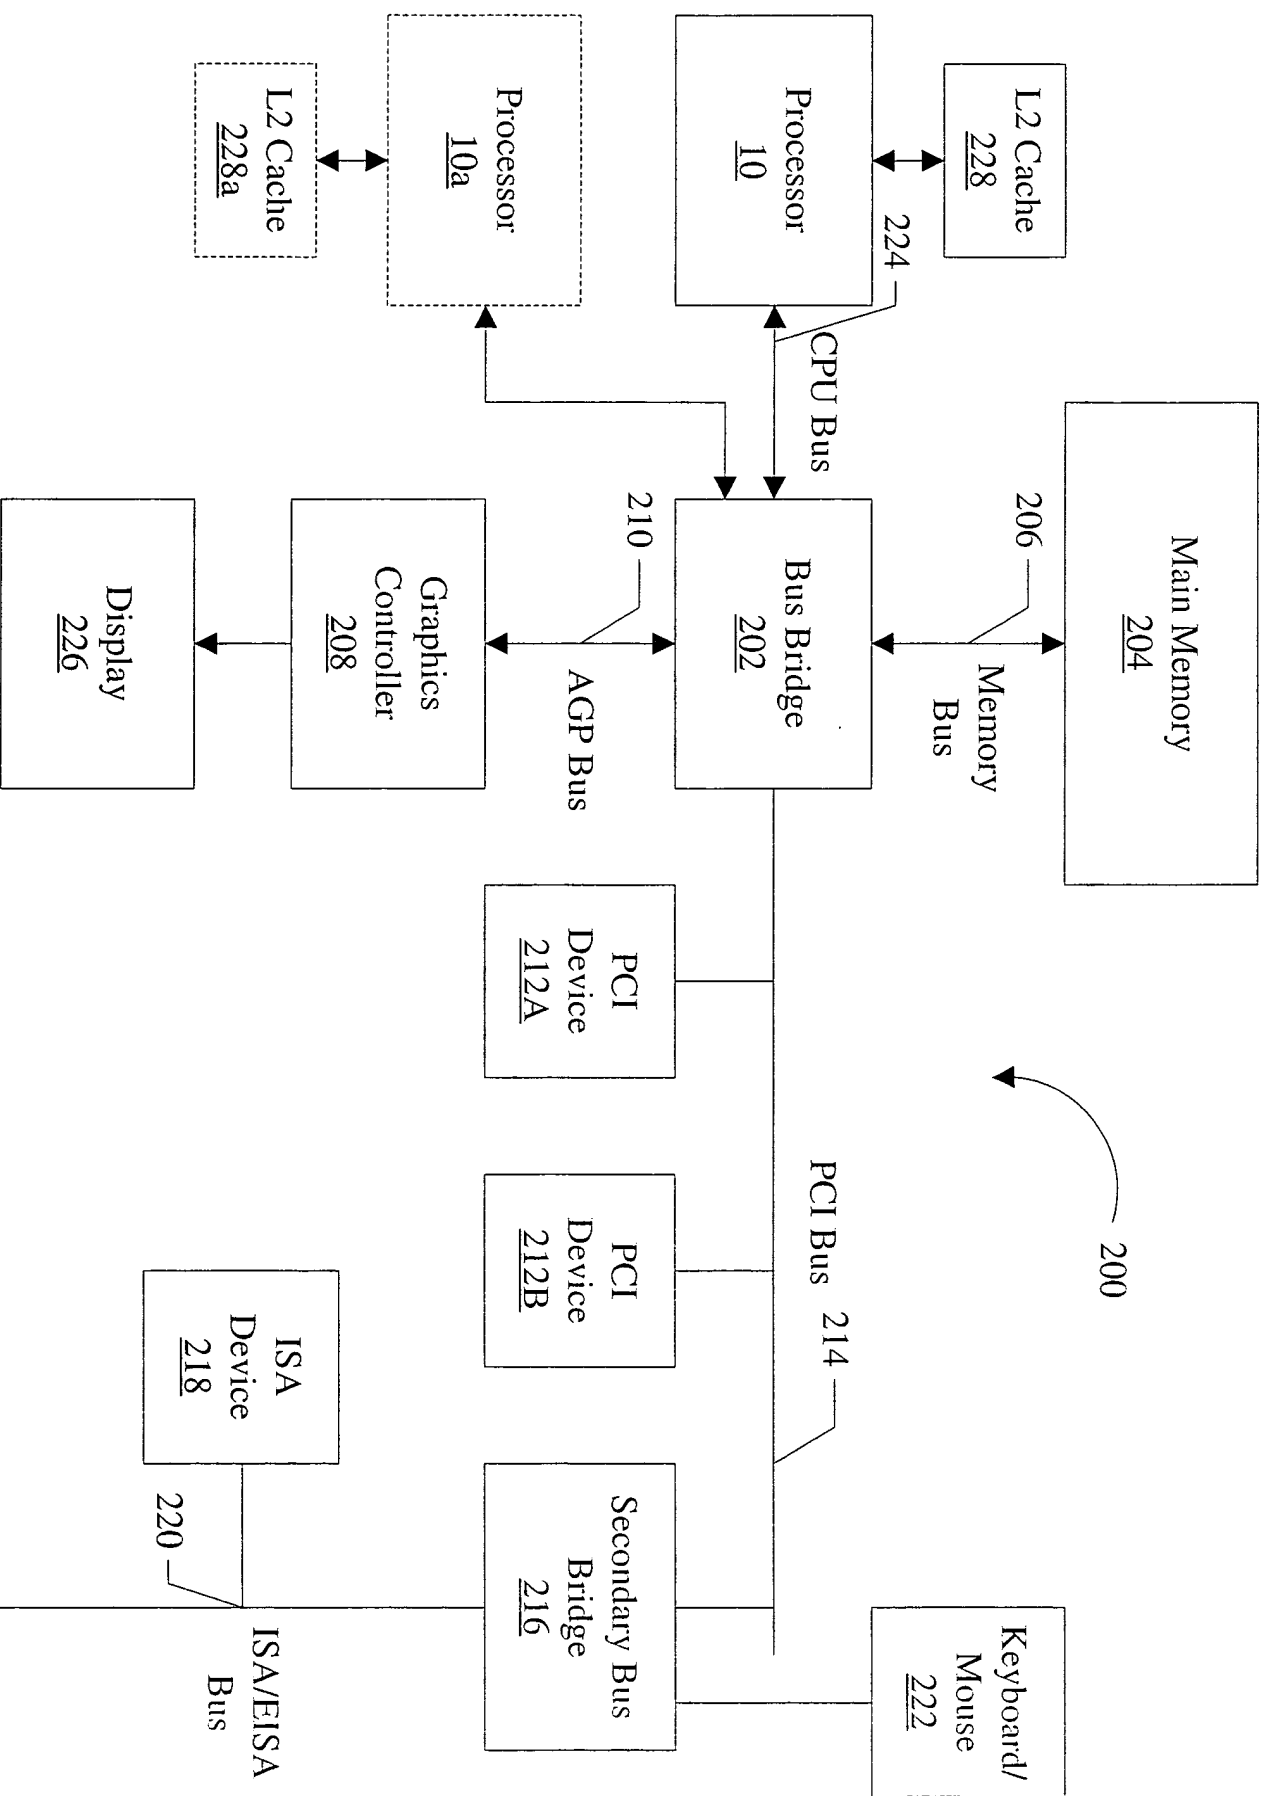 L2 Cache
228
Main Memory
204
Keyboard/
Mouse
222
200
224
206
Memory
Bus
Processor
10
CPU Bus
Bus Bridge
202
PCI Bus
214
Processor
10a
210
AGP Bus
PCI
Device
212A
PCI
Device
212B
Secondary Bus
Bridge
216
L2 Cache
228a
Graphics
Controller
208
ISA
Device
218
220
ISA/EISA
Bus
Display
226